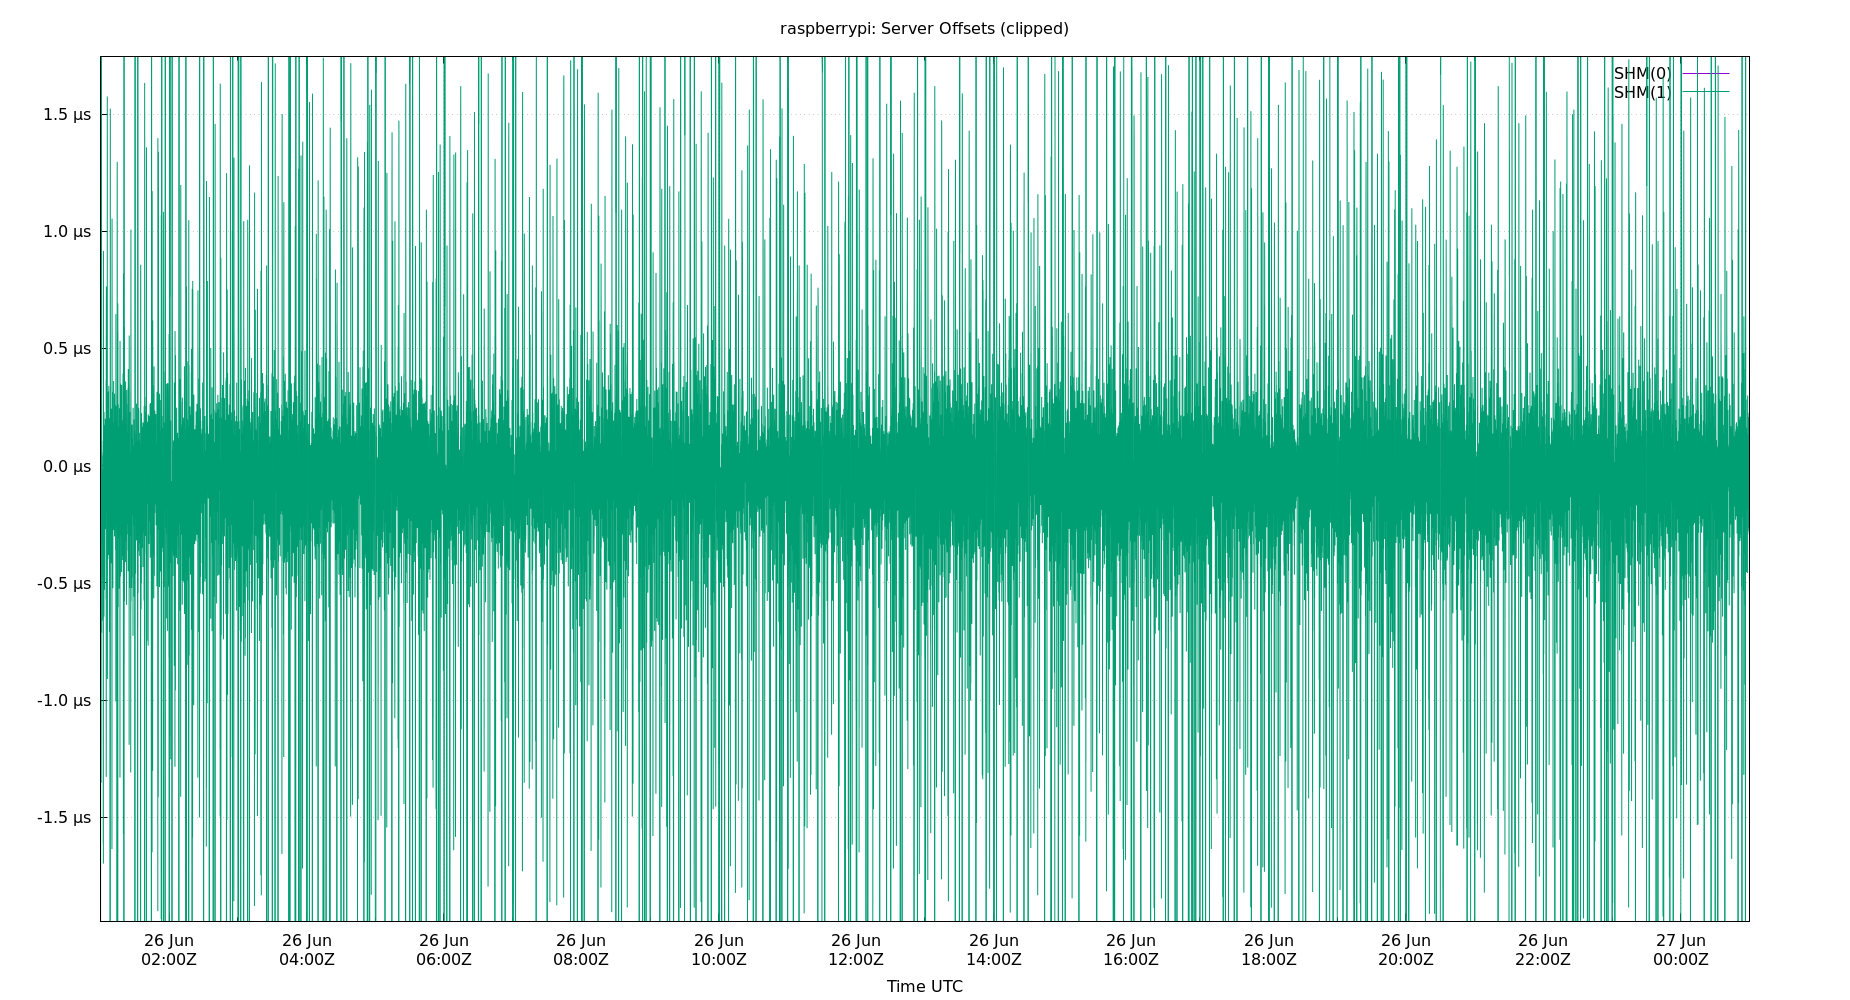 raspberrypi: Server Offsets (clipped)
SHM(0)
SHM(1)
1.5 µs
1.0 µs
0.5 µs
0.0 µs
-0.5 µs
-1.0 µs
-1.5 µs
26 Jun 26 Jun 26 Jun 26 Jun 26 Jun 26 Jun 26 Jun 26 Jun 26 Jun 26 Jun 26 Jun 27 Jun
02:00Z 04:00Z 06:00Z 08:00Z 10:00Z 12:00Z 14:00Z 16:00Z 18:00Z 20:00Z 22:00Z 00:00Z
Time UTC